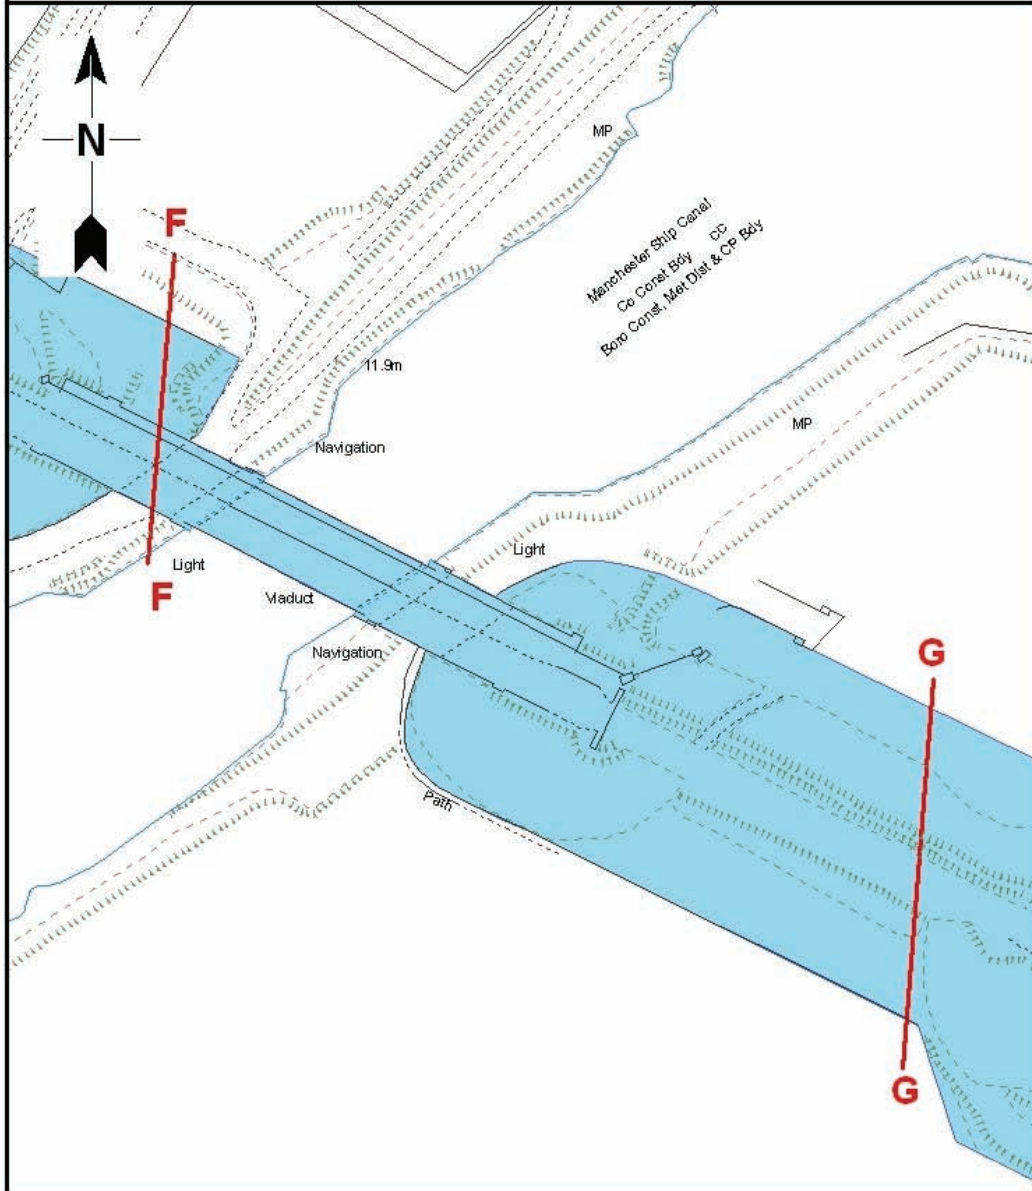 N
F
MP
Manchester Ship Canal
Co Const Bdy CC
Boro Const, Met Dist & CP Bdy
11.9m
MP
Navigation
Light
Light
F
Viaduct
Navigation
G
Path
G